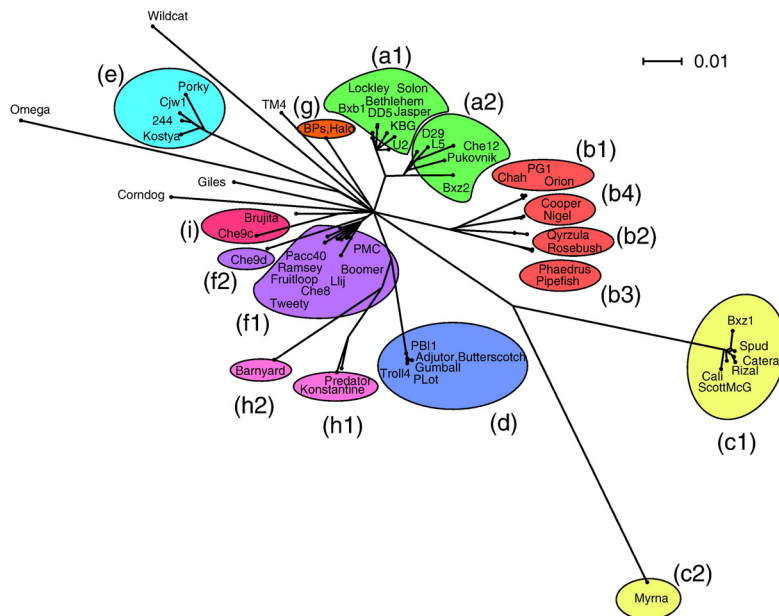 Wildcat
(a1)
0.01
(e)
Porky
Lockley Solon
Bethlehem
(a2)
Cjw1
TM4
(g)
Bxb1 DD5 Jasper
Omega
244
BPs,Halo
KBG
D29
Kostya
U2
L5
Che12
(b1)
Pukovnik
PG1
Chah Orion
(b4)
Giles
Bxz2
Corndog
Cooper
Nigel
Brujita
(i)
Che9c
Qyrzula
Rosebush
(b2)
Che9d
Pacc40
PMC
(f2)
Ramsey
Boomer
Phaedrus
Pipefish
Fruitloop Llij
Che8
(b3)
Tweety
(f1)
Bxz1
PBI1
Spud
Adjutor,Butterscotch
Catera
Barnyard
Troll4
Gumball
Rizal
Predator
PLot
Cali
Konstantine
ScottMcG
(h2)
(h1)
(d)
(c1)
(c2)
Myrna